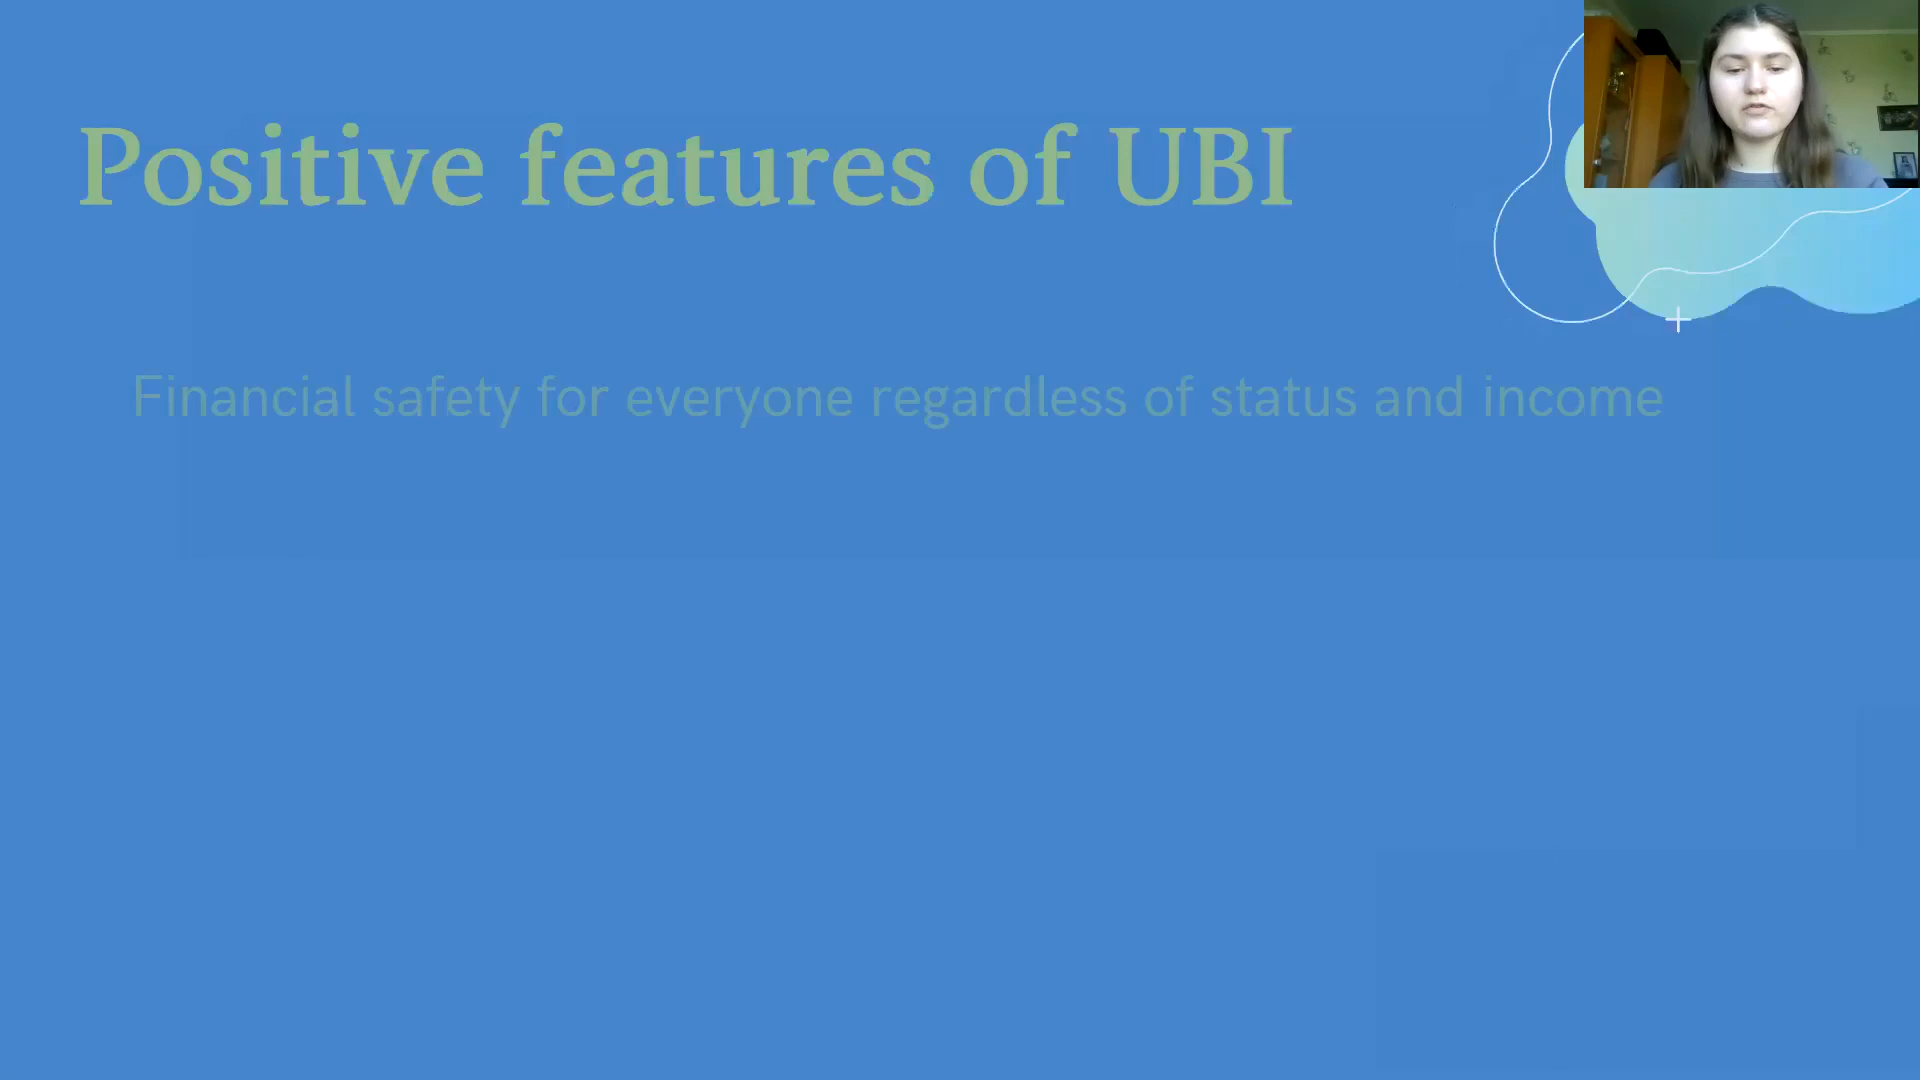 Positive features of UBI
Financial safety for everyone regardless of status and income